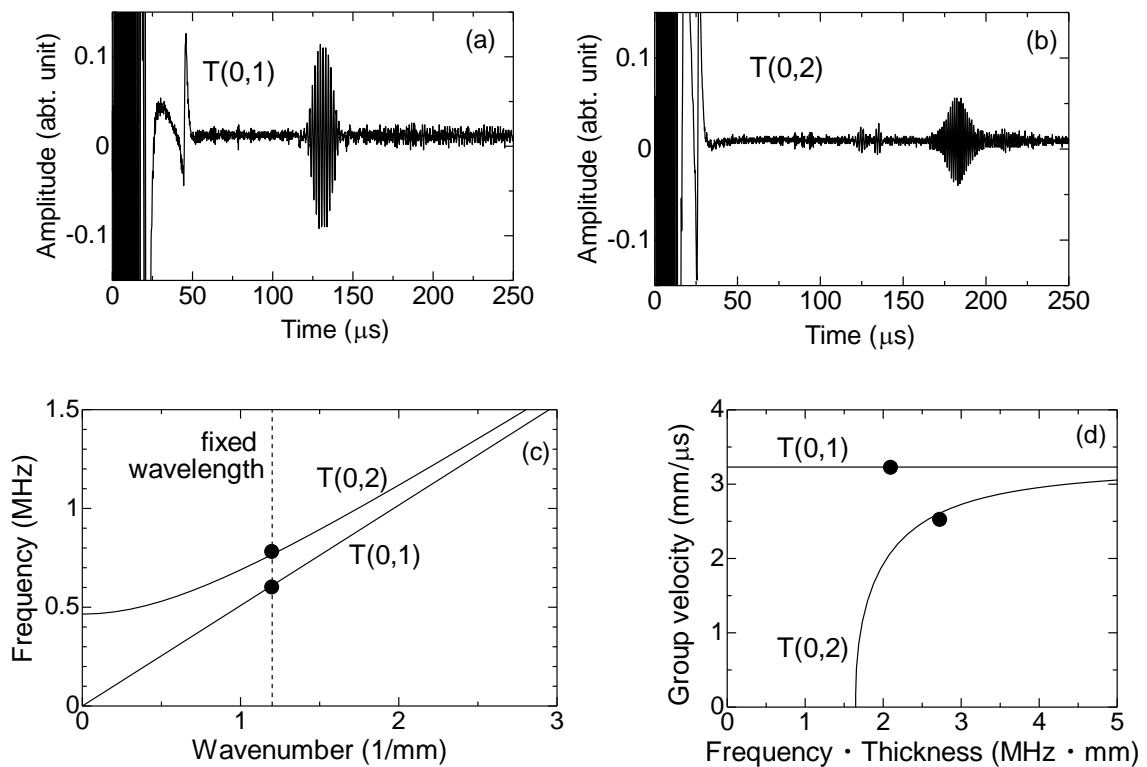 (a)
T(0,1)
Amplitude (abt. unit)
0.1
0
-0.1
0 50 100 150 200 250
Time (μs)
(b)
T(0,2)
Amplitude (abt. unit)
0.1
0
-0.1
0 50 100 150 200 250
Time (μs)
(c)
fixed
wavelength
T(0,2)
T(0,1)
Frequency (MHz)
1.5
1
0.5
0
0 1 2 3
Wavenumber (1/mm)
(d)
T(0,1)
T(0,2)
Group velocity (mm/μs)
4
3
2
1
0
0 1 2 3 4 5
Frequency・Thickness (MHz・mm)